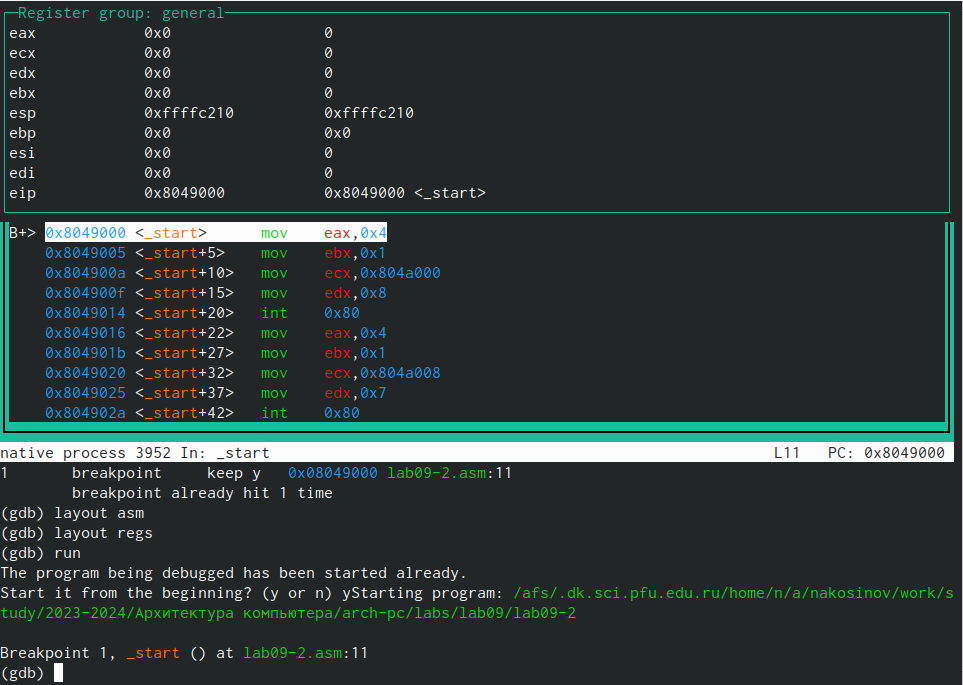 Register group: general
eax 0x0 0
ecx 0x0 0
edx 0x0 0
ebx 0x0 0
esp 0xffffc210 0xffffc210
ebp 0x0 0x0
esi 0x0 0
edi 0x0 0
eip 0x8049000 0x8049000 <_start>
B+> 0x8049000 <_start> mov eax,0x4
0x8049005 <_start+5> mov ebx,0x1
0x804900a <_start+10> mov ecx,0x804a000
0x804900f <_start+15> mov edx,0x8
0x8049014 <_start+20> int 0x80
0x8049016 <_start+22> mov eax,0x4
0x804901b <_start+27> mov ebx,0x1
0x8049020 <_start+32> mov ecx,0x804a008
0x8049025 <_start+37> mov edx,0x7
0x804902a <_start+42> int 0x80
native process 3952 In: _start L11 PC: 0x8049000
1 breakpoint keep y 0x08049000 lab09-2.asm:11
breakpoint already hit 1 time
(gdb) layout asm
(gdb) layout regs
(gdb) run
The program being debugged has been started already.
Start it from the beginning? (y or n) yStarting program: /afs/.dk.sci.pfu.edu.ru/home/n/a/nakosinov/work/s
tudy/2023-2024/Архитектура компьютера/arch-pc/labs/lab09/lab09-2
Breakpoint 1, _start () at lab09-2.asm:11
(gdb)